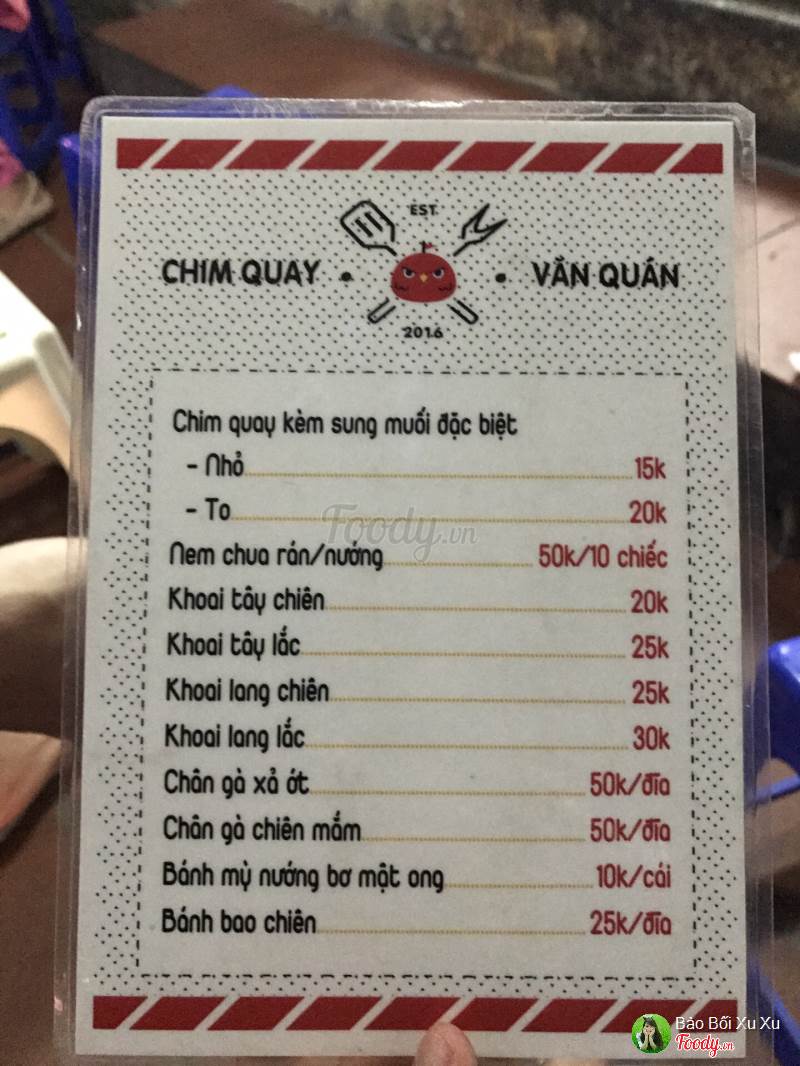 EST.
CHIM QUAY • • VĂN QUÁN
2016
Chim quay kèm sung muối đặc biệt
- Nhỏ 15k
- To 20k
Foody.vn
Nem chua rán/nướng 50k/10 chiếc
Khoai tây chiên 20k
Khoai tây lắc 25k
Khoai lang chiên 25k
Khoai lang lắc 30k
Chân gà xả ớt 50k/đĩa
Chân gà chiên mắm 50k/đĩa
Bánh mỳ nướng bơ mật ong 10k/cái
Bánh bao chiên 25k/đĩa
Bảo Bối Xu Xu
Foody.vn